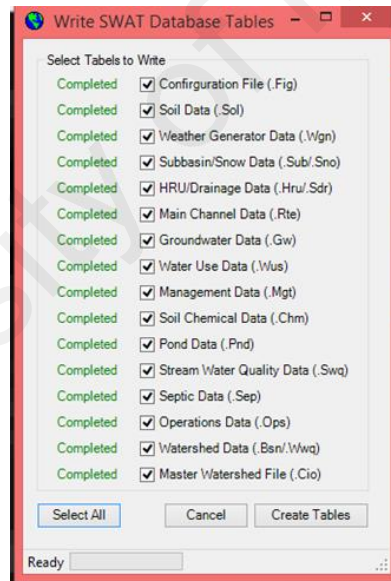 Write SWAT Database Tables
Select Tabels to Write
Completed Confirguration File (.Fig)
Completed Soil Data (.Sol)
Completed Weather Generator Data (.Wgn)
Completed Subbasin/Snow Data (.Sub/.Sno)
Completed HRU/Drainage Data (.Hru/.Sdr)
Completed Main Channel Data (.Rte)
Completed Groundwater Data (.Gw)
Completed Water Use Data (.Wus)
Completed Management Data (.Mgt)
Completed Soil Chemical Data (.Chm)
Completed Pond Data (.Pnd)
Completed Stream Water Quality Data (.Swq)
Completed Septic Data (.Sep)
Completed Operations Data (.Ops)
Completed Watershed Data (.Bsn/.Wwq)
Completed Master Watershed File (.Cio)
Select All Cancel Create Tables
Ready